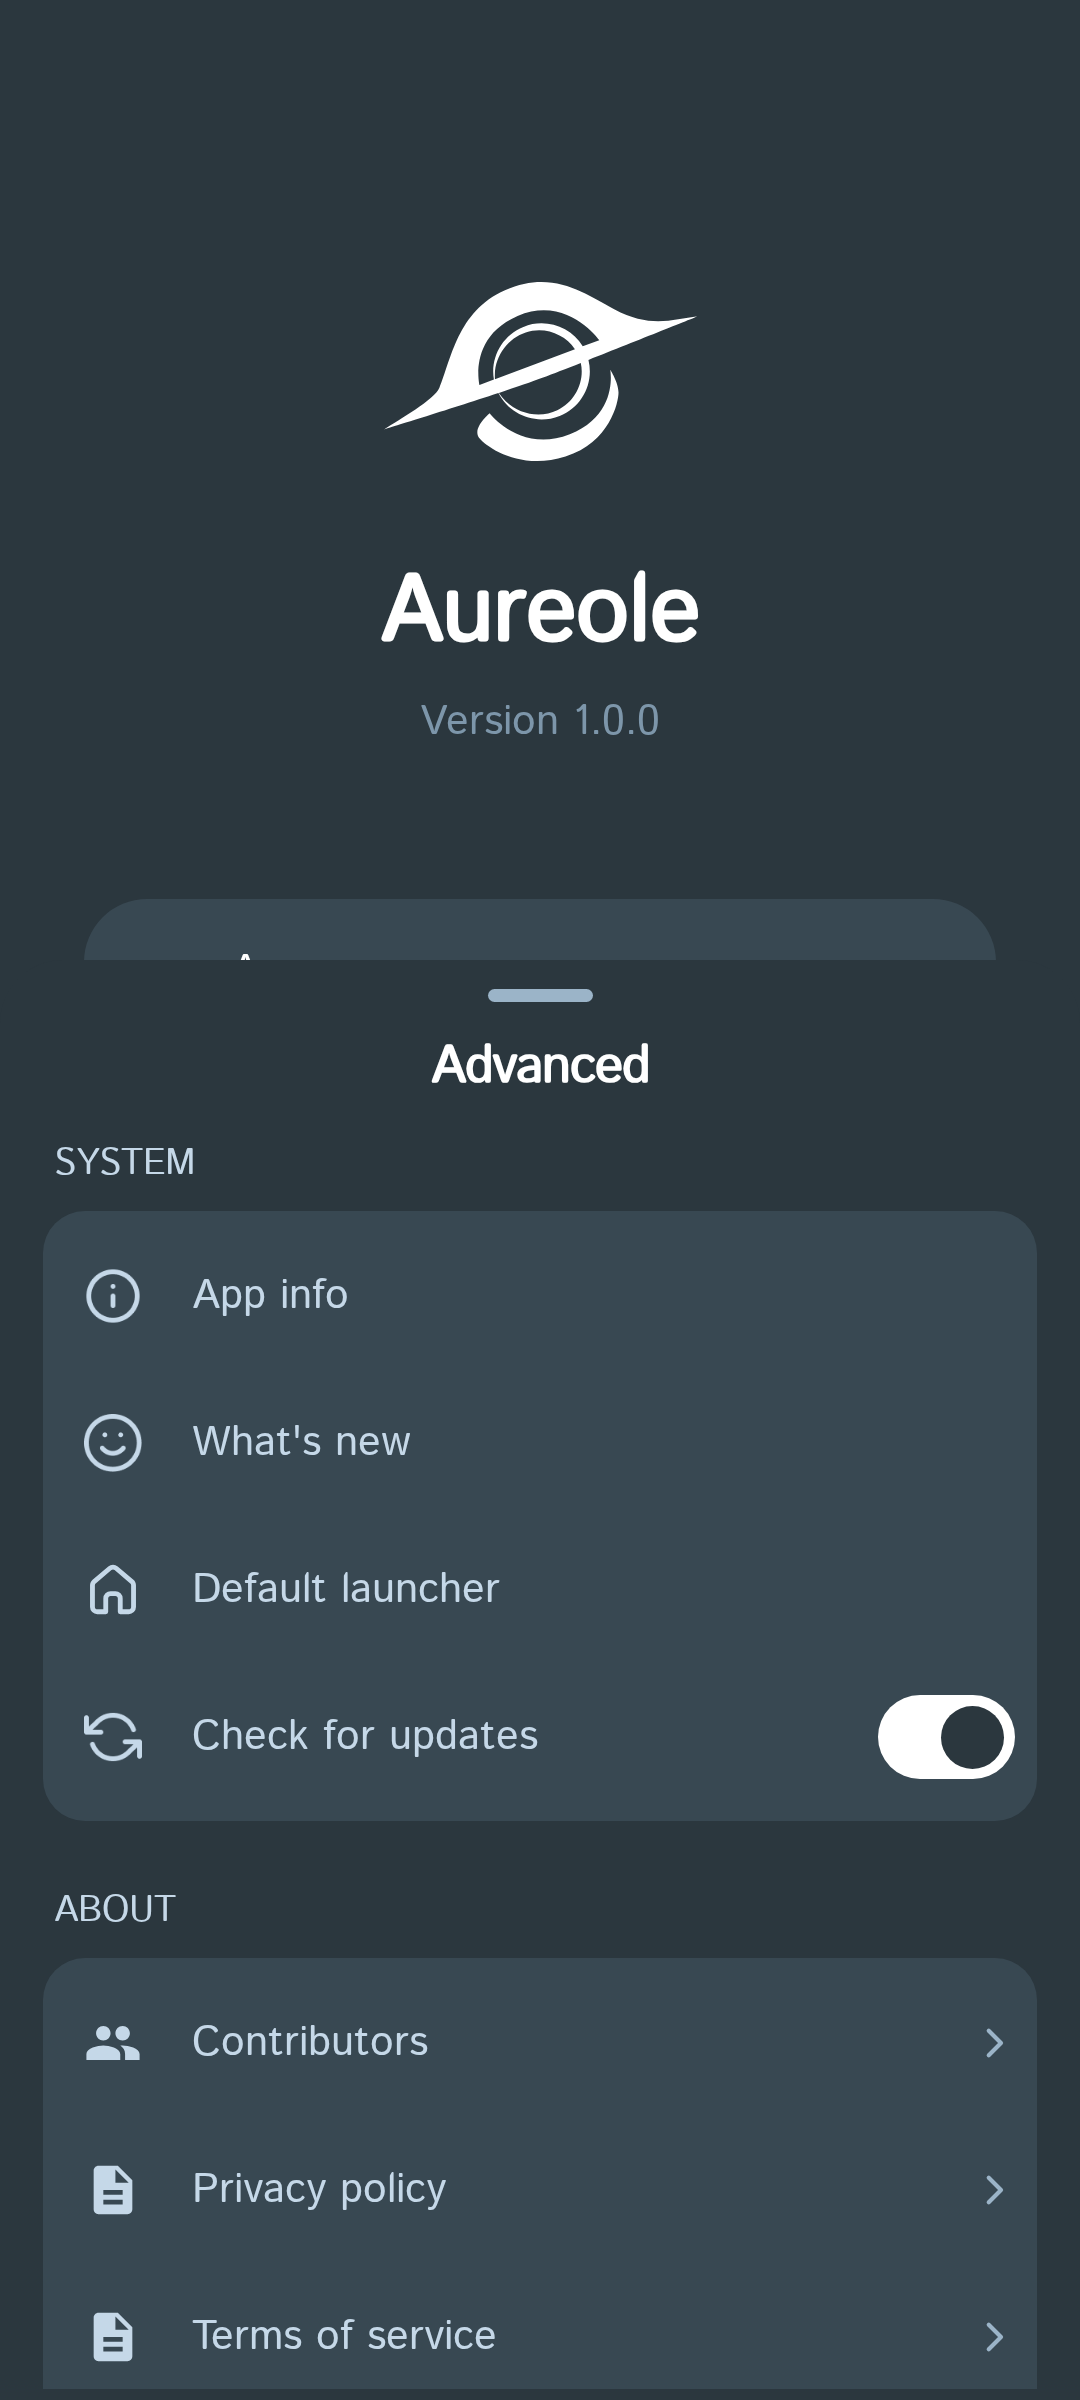 Aureole
Version 1.0.0
Advanced
SYSTEM
App info
What's new
Default launcher
Check for updates
ABOUT
Contributors
Privacy policy
Terms of service